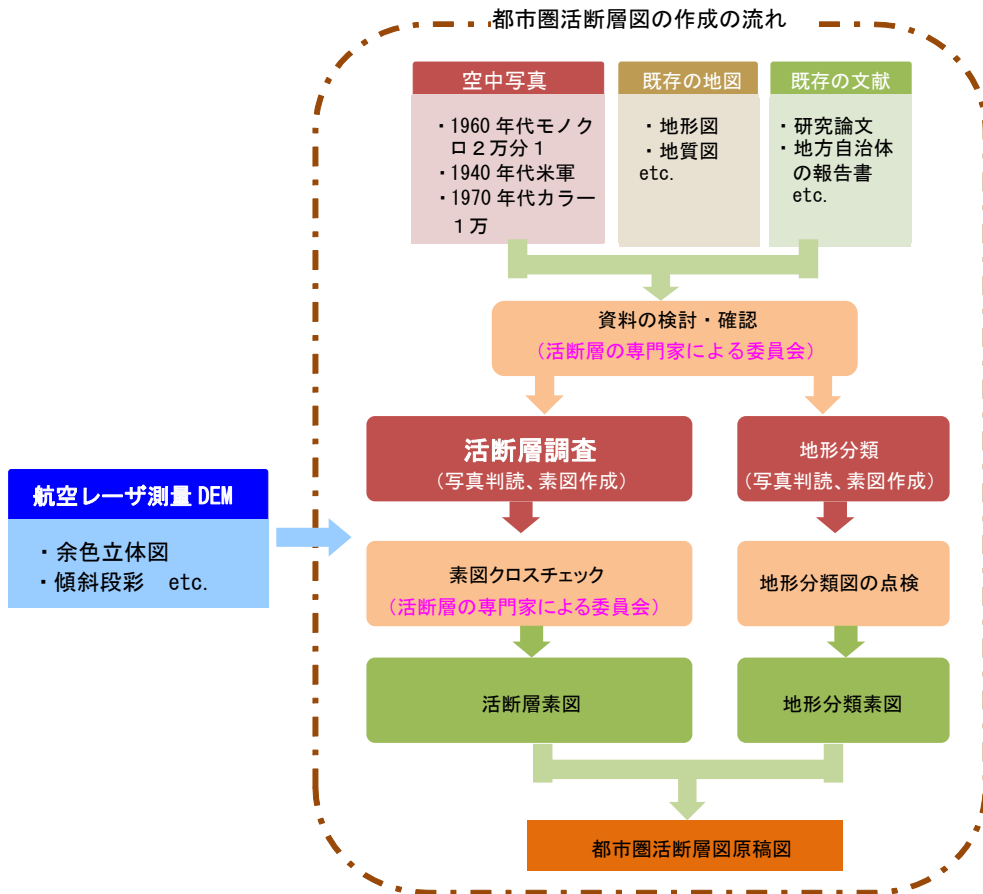 都市圏活断層図の作成の流れ
空中写真
・1960 年代モノク
ロ２万分１
・1940 年代米軍
・1970 年代カラー
１万
既存の地図
・地形図
・地質図
etc.
既存の文献
・研究論文
・地方自治体
の報告書
etc.
資料の検討・確認
(活断層の専門家による委員会)
活断層調査
(写真判読、素図作成)
地形分類
(写真判読、素図作成)
航空レーザ測量 DEM
・余色立体図
・傾斜段彩　etc.
素図クロスチェック
(活断層の専門家による委員会)
地形分類図の点検
活断層素図
地形分類素図
都市圏活断層図原稿図